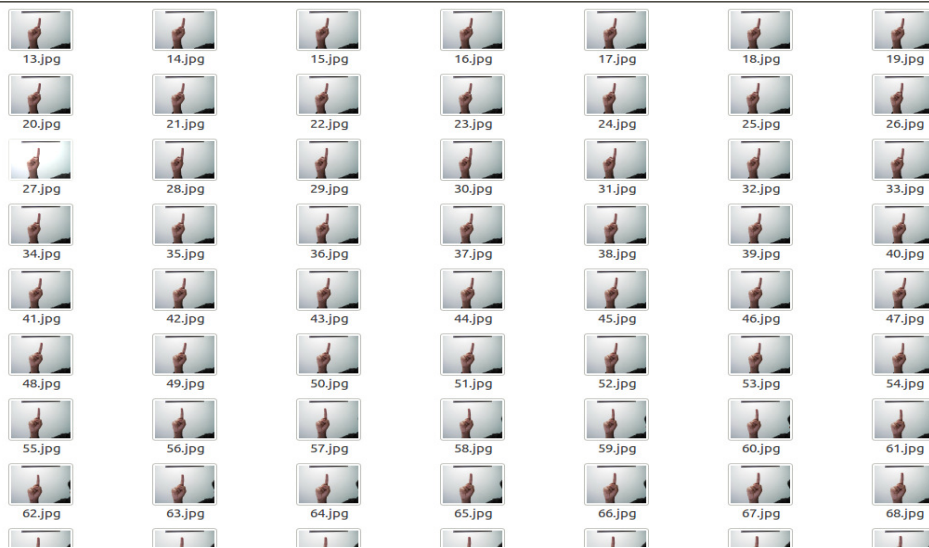 13.jpg 14.jpg 15.jpg 16.jpg 17.jpg 18.jpg 19.jpg
20.jpg 21.jpg 22.jpg 23.jpg 24.jpg 25.jpg 26.jpg
27.jpg 28.jpg 29.jpg 30.jpg 31.jpg 32.jpg 33.jpg
34.jpg 35.jpg 36.jpg 37.jpg 38.jpg 39.jpg 40.jpg
41.jpg 42.jpg 43.jpg 44.jpg 45.jpg 46.jpg 47.jpg
48.jpg 49.jpg 50.jpg 51.jpg 52.jpg 53.jpg 54.jpg
55.jpg 56.jpg 57.jpg 58.jpg 59.jpg 60.jpg 61.jpg
62.jpg 63.jpg 64.jpg 65.jpg 66.jpg 67.jpg 68.jpg